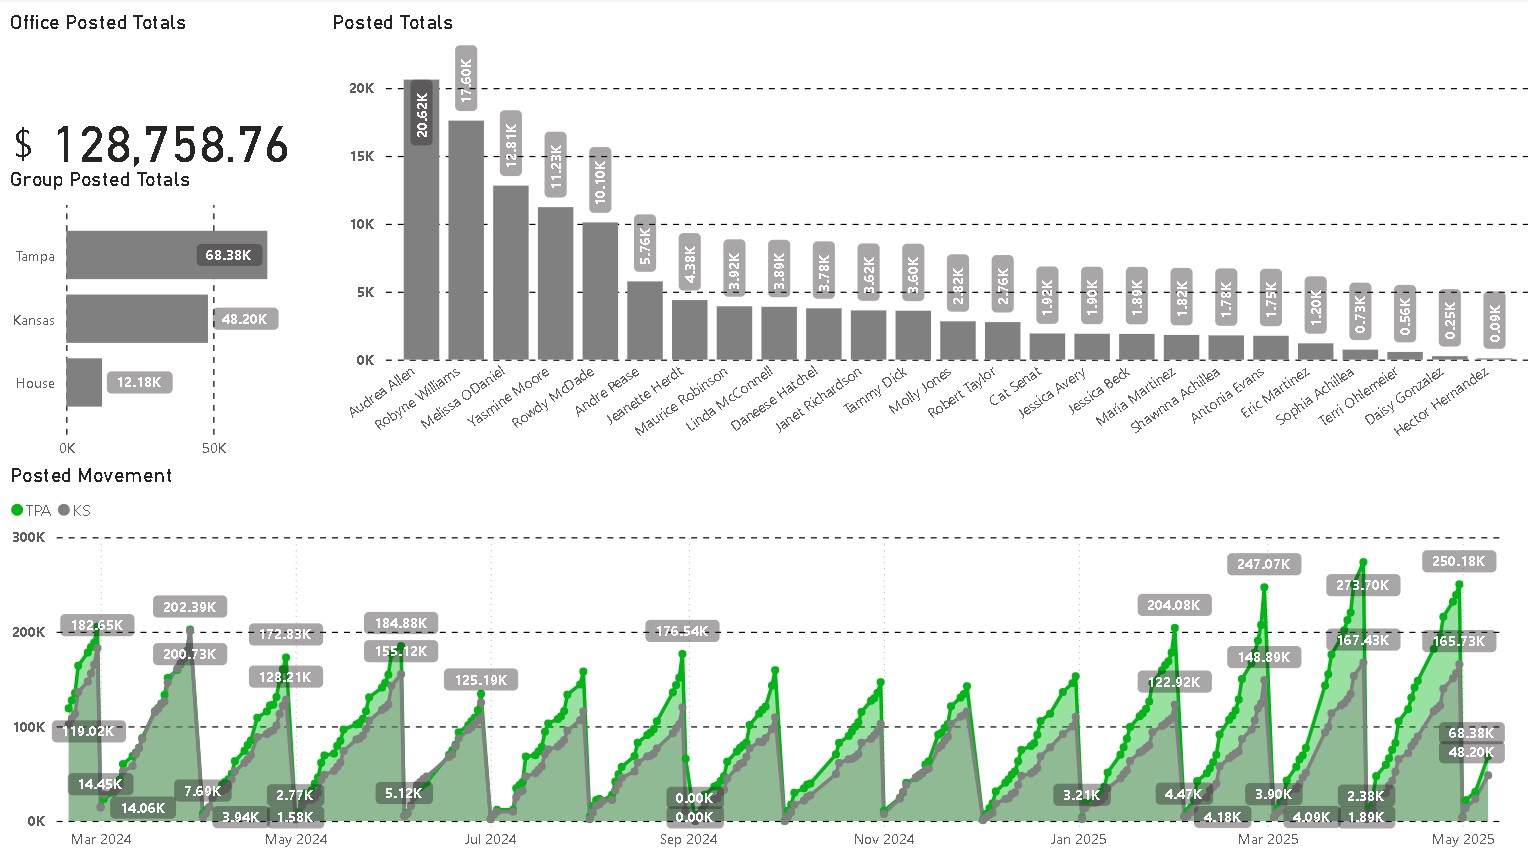 Office Posted Totals
$ 128,758.76
Group Posted Totals
Tampa
68.38K
Kansas
48.20K
House
12.18K
0K
50K
Posted Totals
20K
15K
10K
5K
0K
20.62K
17.60K
12.81K
11.23K
10.10K
5.76K
4.38K
3.92K
3.89K
3.78K
3.62K
3.60K
2.82K
2.76K
1.92K
1.90K
1.89K
1.82K
1.78K
1.75K
1.20K
0.73K
0.56K
0.25K
0.09K
Audrea Allen
Robyne Williams
Melissa O'Daniel
Yasmine Moore
Rowdy McDade
Andre Pease
Jeanette Herdt
Maurice Robinson
Linda McConnell
Daneese Hatchel
Janet Richardson
Tammy Dick
Molly Jones
Robert Taylor
Cat Senat
Jessica Avery
Jessica Beck
Maria Martinez
Shawnna Achillea
Antonia Evans
Eric Martinez
Sophia Achillea
Terri Ohlemeier
Daisy Gonzalez
Hector Hernandez
Posted Movement
TPA KS
300K
200K
100K
0K
182.65K
119.02K
14.45K
14.06K
202.39K
200.73K
7.69K
3.94K
172.83K
128.21K
2.77K
1.58K
184.88K
155.12K
5.12K
125.19K
176.54K
0.00K
0.00K
3.21K
204.08K
122.92K
4.47K
4.18K
247.07K
148.89K
3.90K
4.09K
273.70K
167.43K
2.38K
1.89K
250.18K
165.73K
68.38K
48.20K
Mar 2024
May 2024
Jul 2024
Sep 2024
Nov 2024
Jan 2025
Mar 2025
May 2025